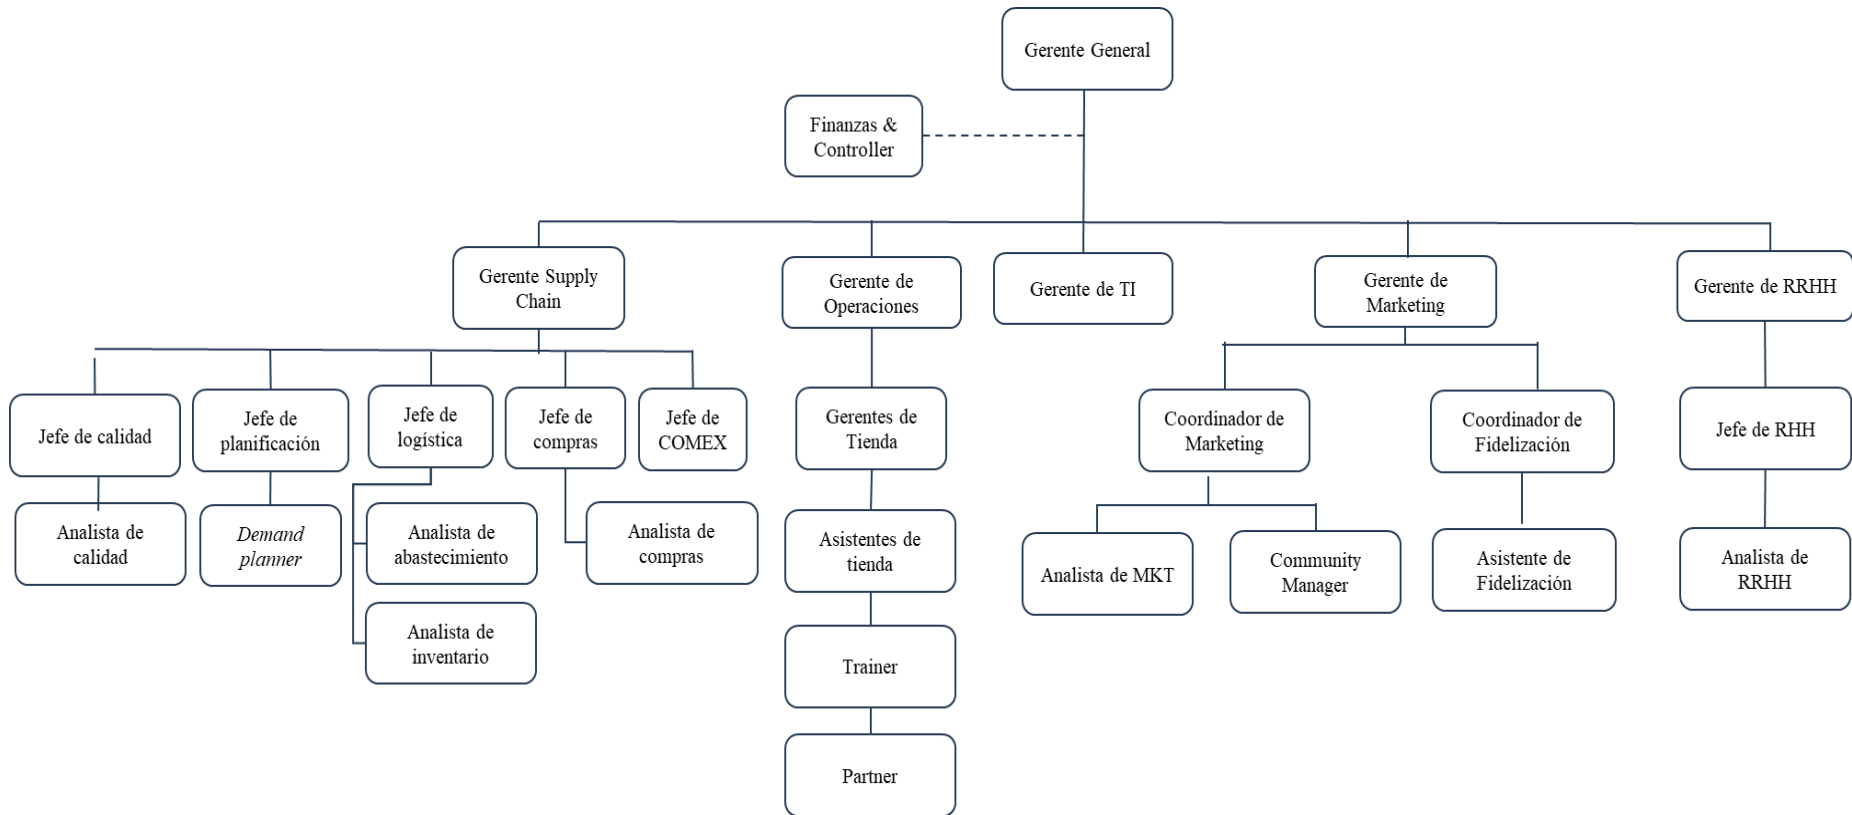 Gerente General
Finanzas &
Controller
Gerente Supply
Chain
Gerente de
Operaciones
Gerente de TI
Gerente de
Marketing
Gerente de RRHH
Jefe de calidad
Jefe de
planificación
Jefe de
logística
Jefe de
compras
Jefe de
COMEX
Gerentes de
Tienda
Coordinador de
Marketing
Coordinador de
Fidelización
Jefe de RHH
Analista de
calidad
Demand
planner
Analista de
abastecimiento
Analista de
compras
Asistentes de
tienda
Analista de MKT
Community
Manager
Asistente de
Fidelización
Analista de
RRHH
Analista de
inventario
Trainer
Partner